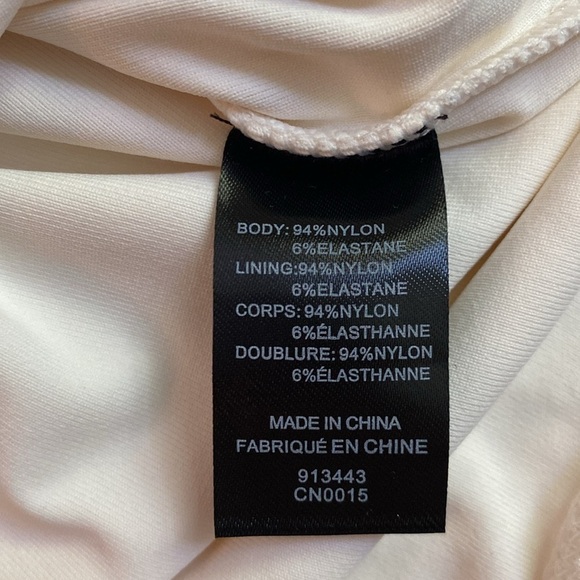 BODY: 94%NYLON
6%ELASTANE
LINING:94%NYLON
6%ELASTANE
CORPS: 94%NYLON
6%ÉLASTHANNE
DOUBLURE: 94%NYLON
6%ÉLASTHANNE
MADE IN CHINA
FABRIQUÉ EN CHINE
913443
CN0015